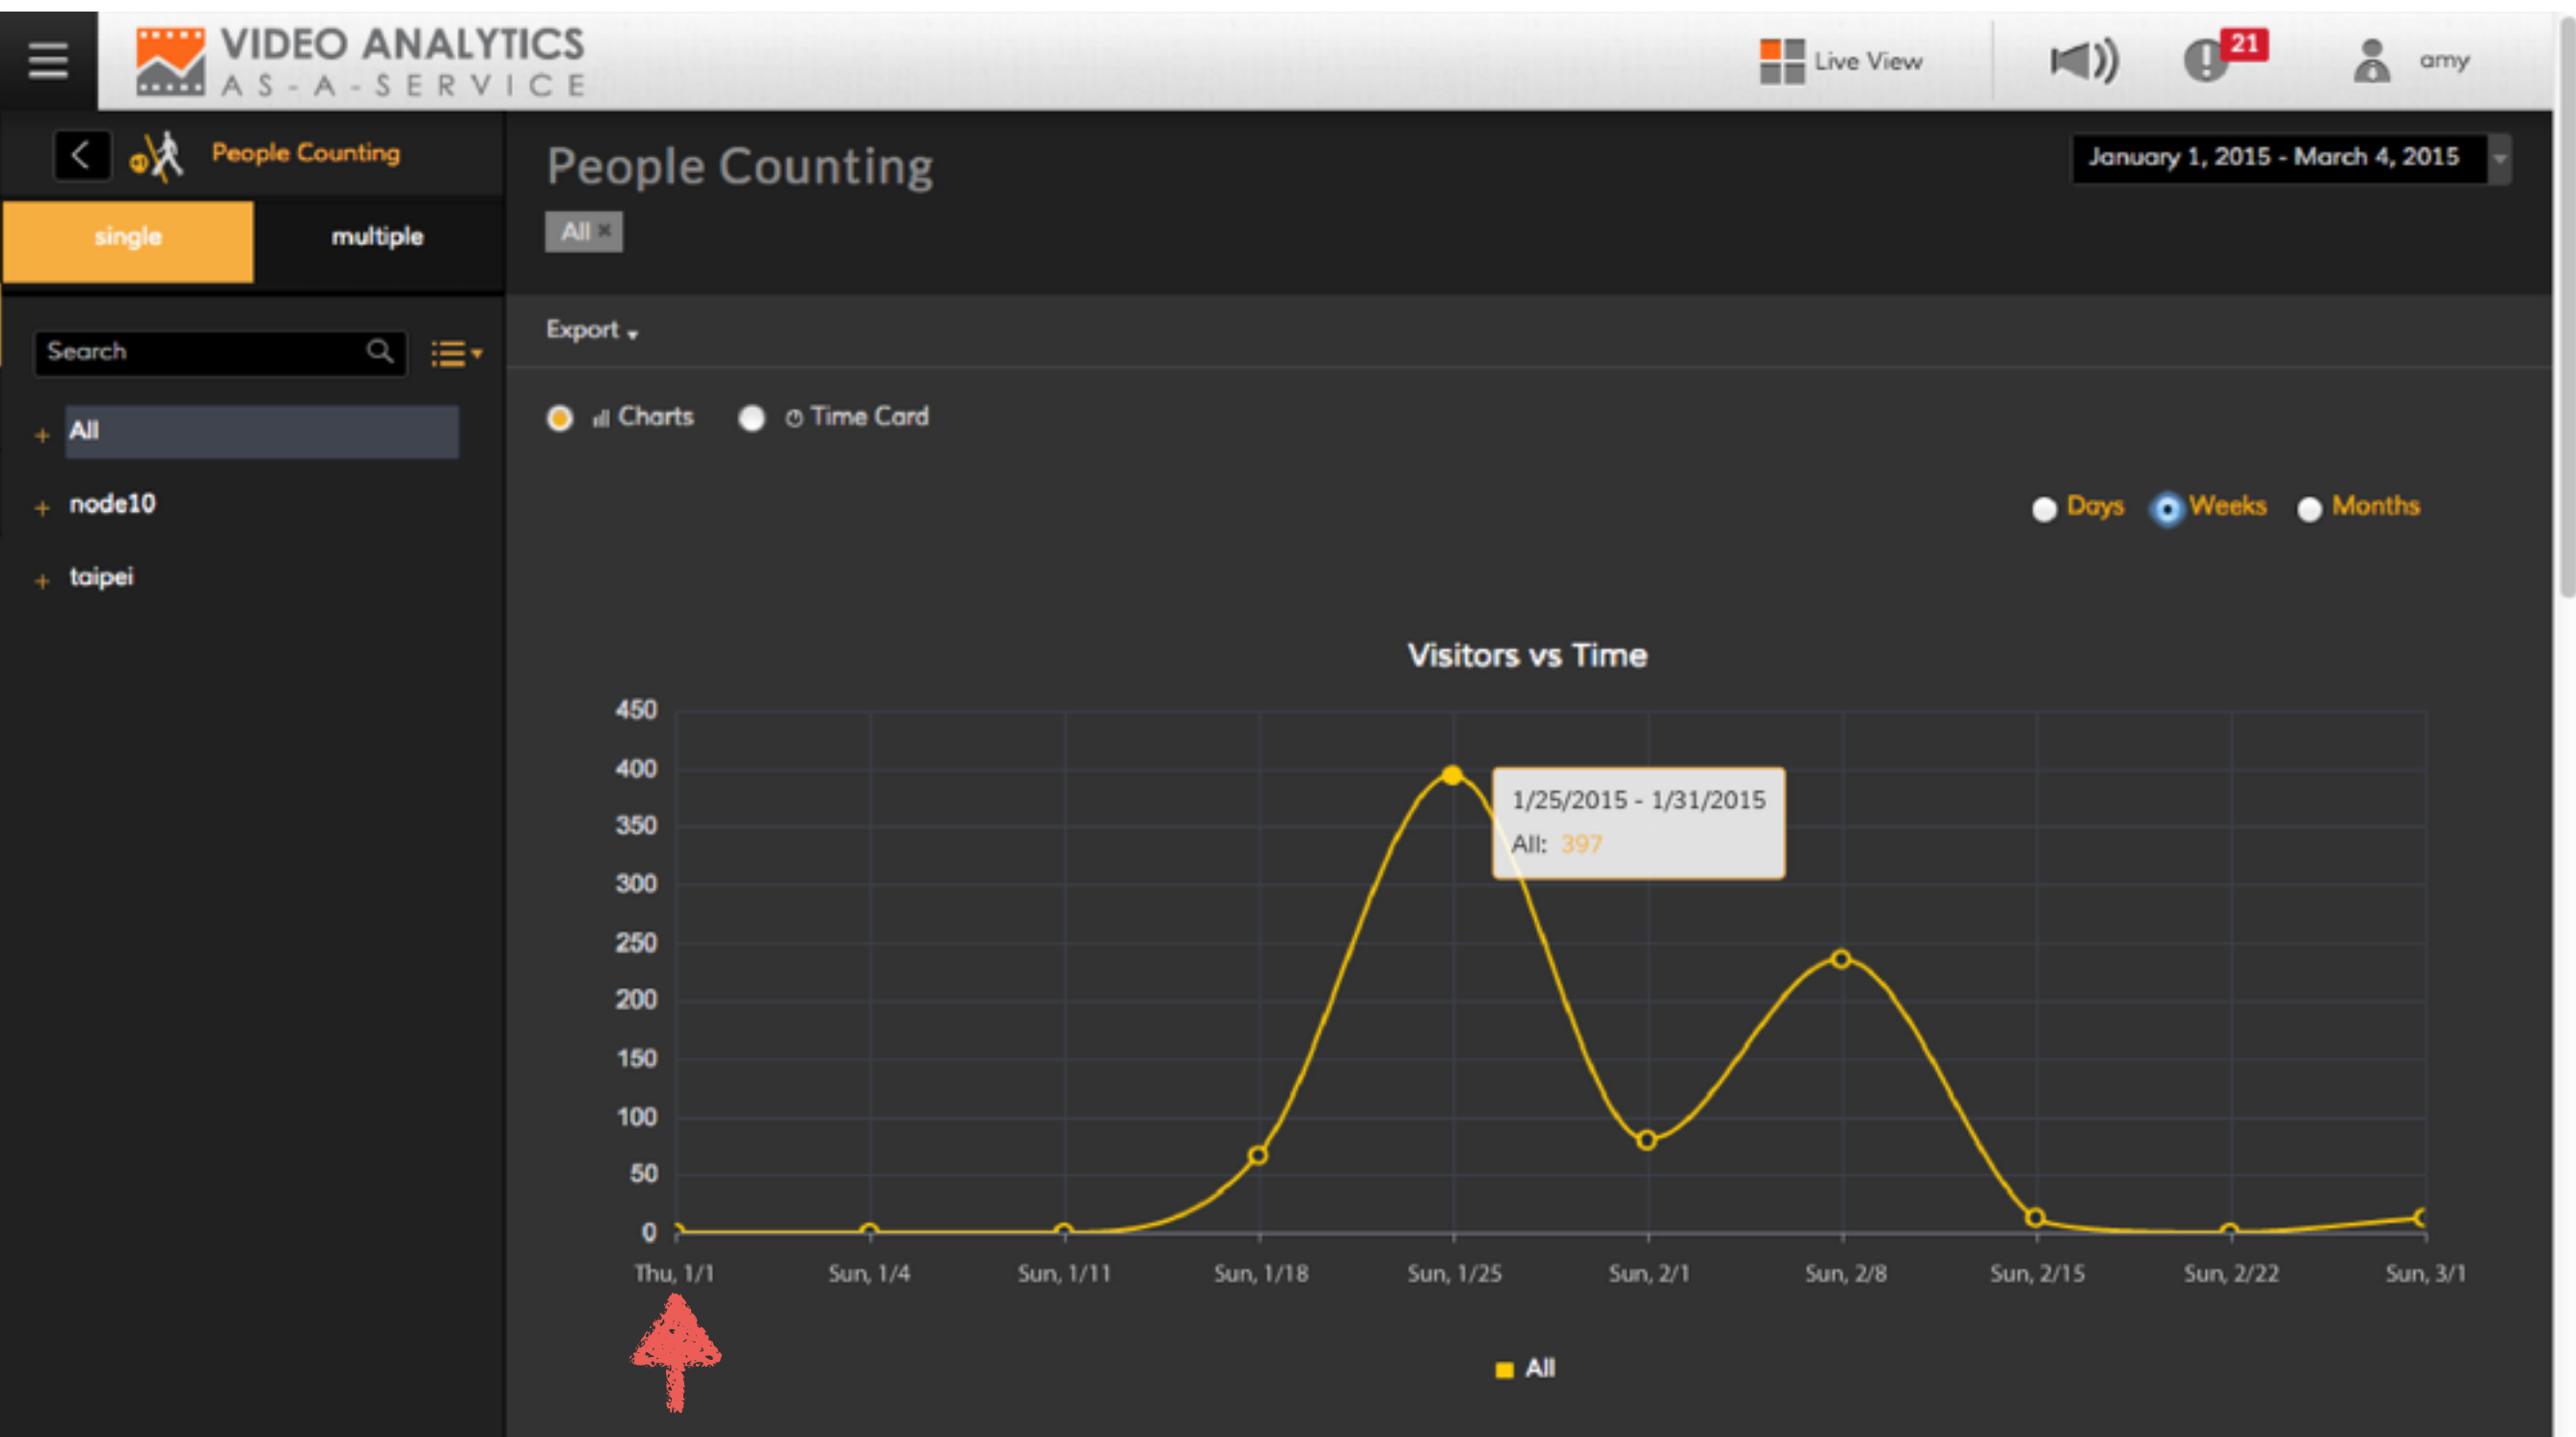 VIDEO ANALYTICS
AS-A-SERVICE
Live View
21
amy
People Counting
single
multiple
Search
All
node10
taipei
People Counting
January 1, 2015 - March 4, 2015
All ×
Export
Charts
Time Card
Days
Weeks
Months
Visitors vs Time
450
400
350
300
250
200
150
100
50
0
1/25/2015 - 1/31/2015
All: 397
Thu, 1/1
Sun, 1/4
Sun, 1/11
Sun, 1/18
Sun, 1/25
Sun, 2/1
Sun, 2/8
Sun, 2/15
Sun, 2/22
Sun, 3/1
All